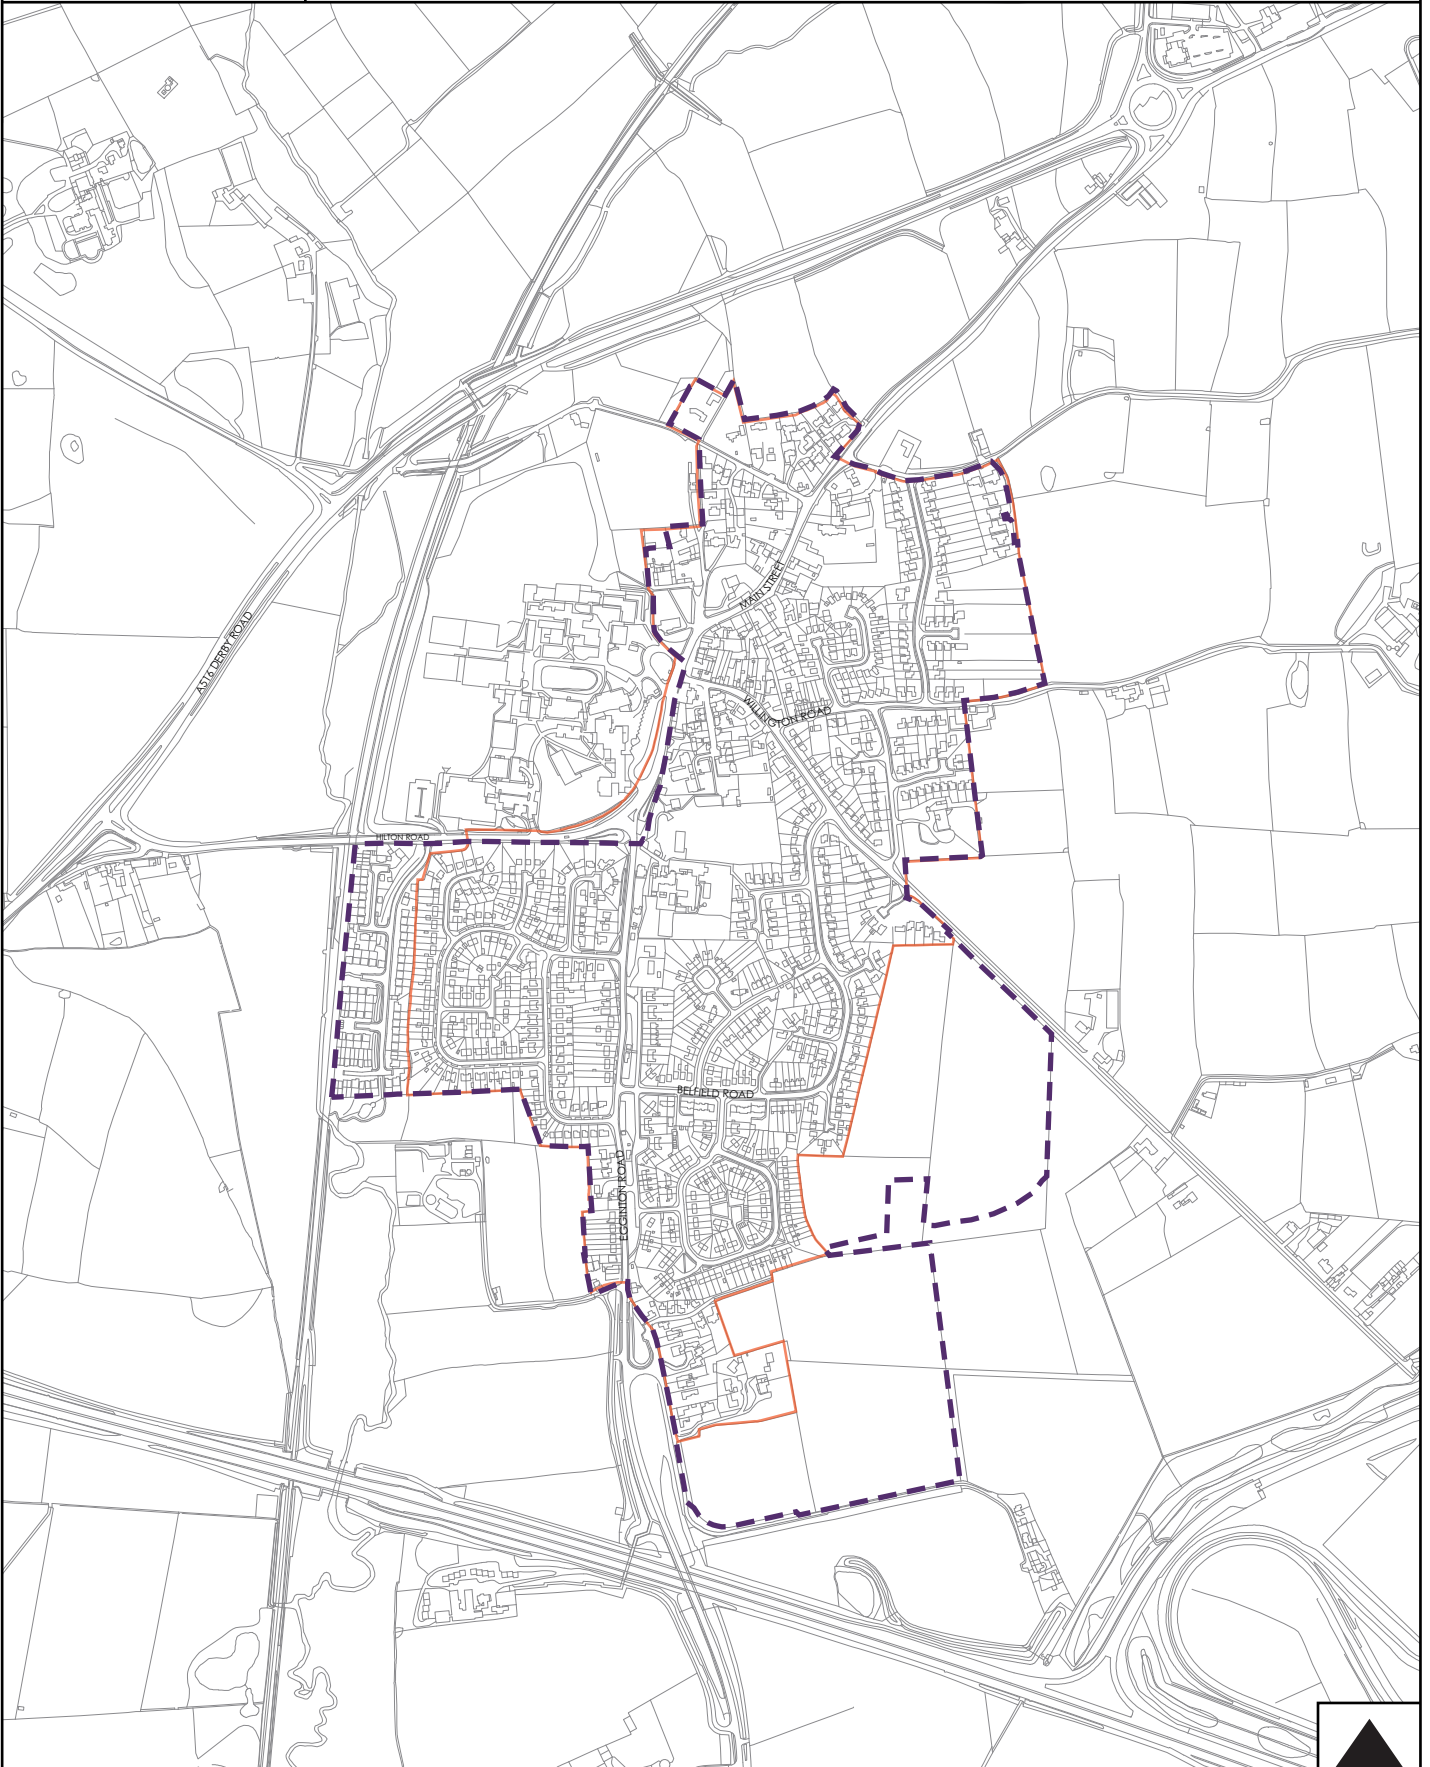 MAIN STREET
A516 DERBY ROAD
WILLINGTON ROAD
HILTON ROAD
BELFIELD ROAD
EGGINTON ROAD